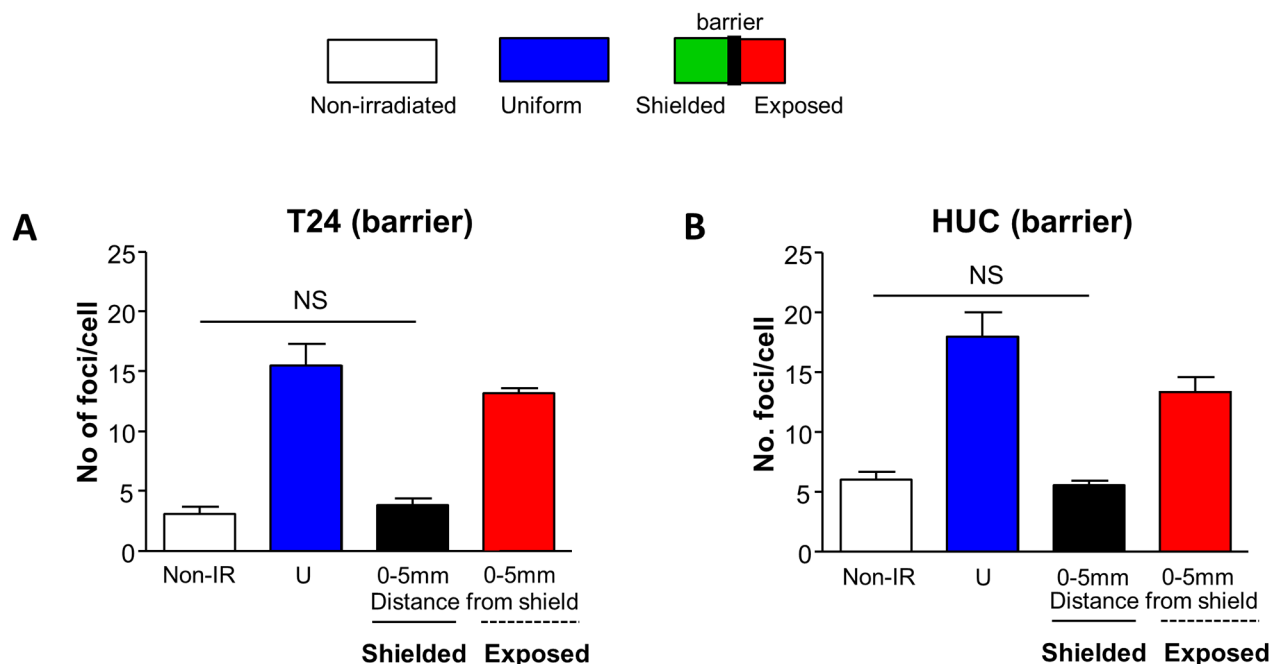 barrier
Non-irradiated Uniform Shielded Exposed
A
T24 (barrier)
No of foci/cell
25
20
15
10
5
0
NS
Non-IR U 0-5mm 0-5mm
Distance from shield
Shielded Exposed
B
HUC (barrier)
No. foci/cell
25
20
15
10
5
0
NS
Non-IR U 0-5mm 0-5mm
Distance from shield
Shielded Exposed